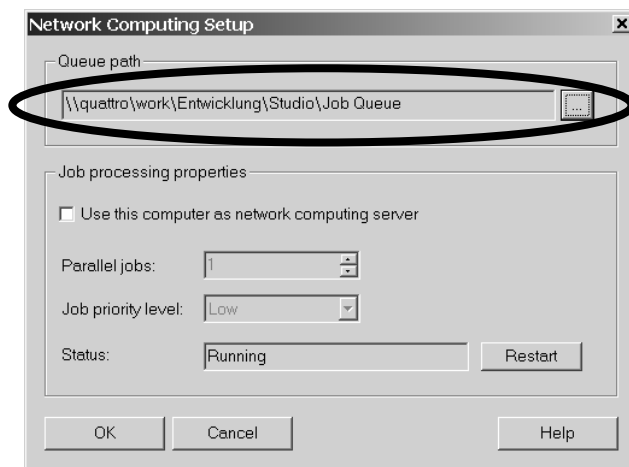 Network Computing Setup
Queue path
\\quattro\work\Entwicklung\Studio\Job Queue ...
Job processing properties
Use this computer as network computing server
Parallel jobs: 1
Job priority level: Low
Status: Running Restart
OK Cancel Help